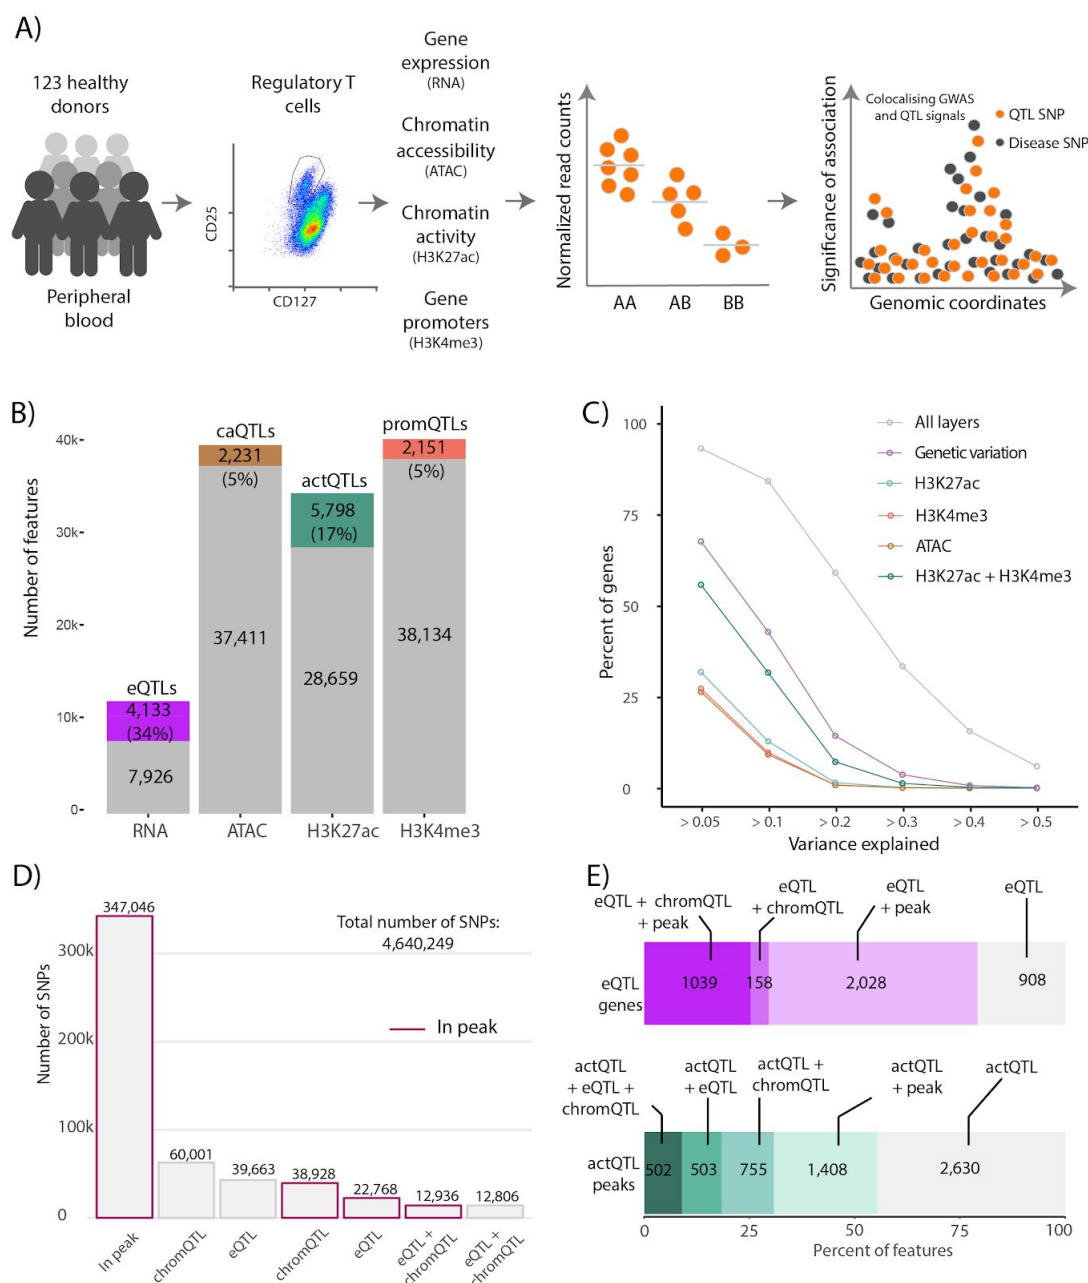 A)
123 healthy
donors
Peripheral
blood
Regulatory T
cells
CD25
CD127
Gene
expression
(RNA)
Chromatin
accessibility
(ATAC)
Chromatin
activity
(H3K27ac)
Gene
promoters
(H3K4me3)
Normalized read counts
AA AB BB
Significance of association
Colocalising GWAS
and QTL signals
QTL SNP
Disease SNP
Genomic coordinates
B)
Number of features
40k
30k
20k
10k
0
eQTLs
4,133
(34%)
7,926
caQTLs
2,231
(5%)
37,411
actQTLs
5,798
(17%)
28,659
promQTLs
2,151
(5%)
38,134
RNA ATAC H3K27ac H3K4me3
C)
Percent of genes
100
75
50
25
0
All layers
Genetic variation
H3K27ac
H3K4me3
ATAC
H3K27ac + H3K4me3
> 0.05 > 0.1 > 0.2 > 0.3 > 0.4 > 0.5
Variance explained
D)
Number of SNPs
300k
200k
100k
0
347,046
60,001
39,663
38,928
22,768
12,936
12,806
Total number of SNPs:
4,640,249
In peak
In peak
chromQTL
eQTL
chromQTL
eQTL
eQTL +
chromQTL
eQTL +
chromQTL
E)
eQTL + chromQTL
+ peak
eQTL
+ chromQTL
eQTL
+ peak
eQTL
eQTL
genes
1039 158 2,028 908
actQTL
+ eQTL +
chromQTL
actQTL
+ eQTL
actQTL +
chromQTL
actQTL
+ peak
actQTL
actQTL
peaks
502 503 755 1,408 2,630
0 25 50 75 100
Percent of features